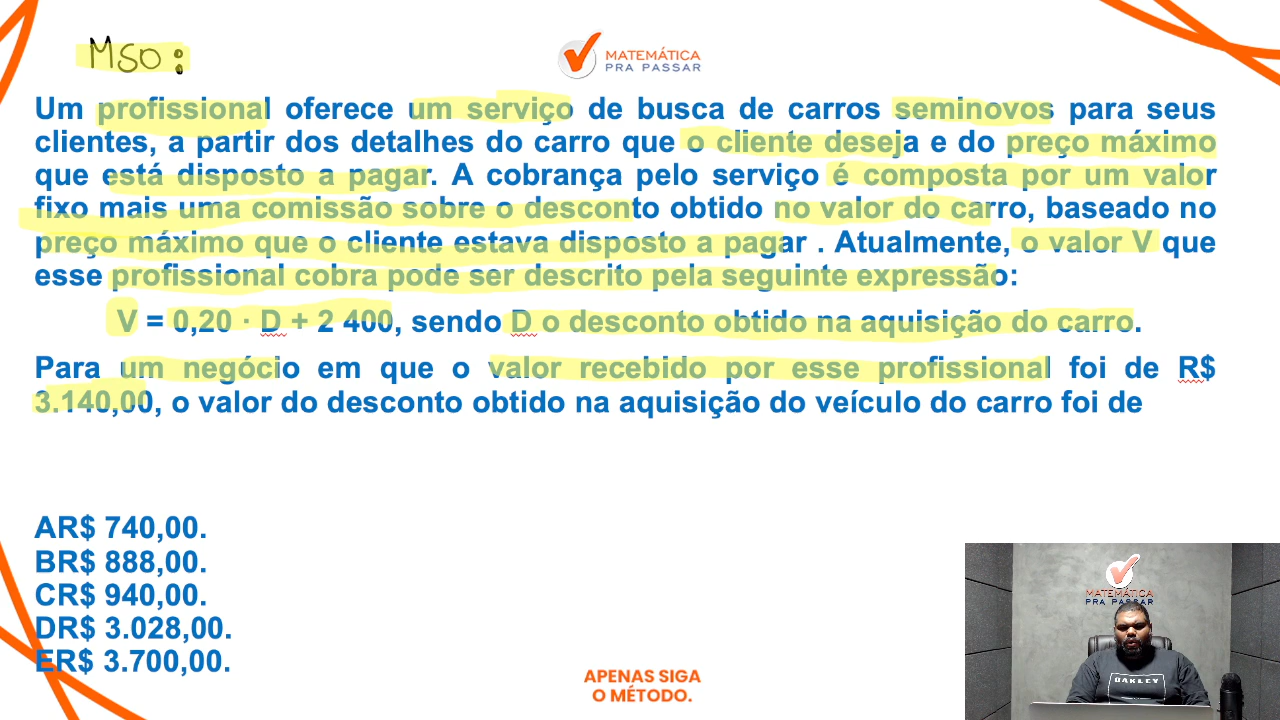 MSO:
MATEMÁTICA
PRA PASSAR
Um profissional oferece um serviço de busca de carros seminovos para seus
clientes, a partir dos detalhes do carro que o cliente deseja e do preço máximo
que está disposto a pagar. A cobrança pelo serviço é composta por um valor
fixo mais uma comissão sobre o desconto obtido no valor do carro, baseado no
preço máximo que o cliente estava disposto a pagar . Atualmente, o valor V que
esse profissional cobra pode ser descrito pela seguinte expressão:
V = 0,20 · D + 2 400, sendo D o desconto obtido na aquisição do carro.
Para um negócio em que o valor recebido por esse profissional foi de R$
3.140,00, o valor do desconto obtido na aquisição do veículo do carro foi de
AR$ 740,00.
BR$ 888,00.
CR$ 940,00.
DR$ 3.028,00.
ER$ 3.700,00.
MATEMÁTICA
PRA PASSAR
OAKLEY
APENAS SIGA
O MÉTODO.